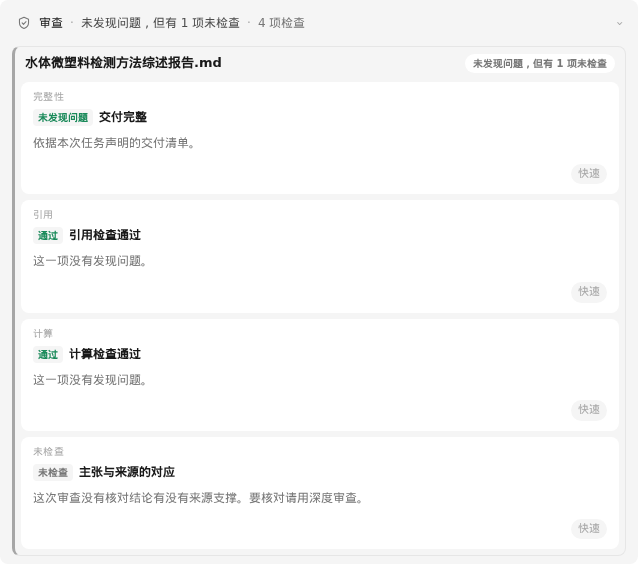 审查 · 未发现问题，但有 1 项未检查 · 4 项检查
水体微塑料检测方法综述报告.md 未发现问题，但有 1 项未检查
完整性
未发现问题 交付完整
依据本次任务声明的交付清单。
快速
引用
通过 引用检查通过
这一项没有发现问题。
快速
计算
通过 计算检查通过
这一项没有发现问题。
快速
未检查
未检查 主张与来源的对应
这次审查没有核对结论有没有来源支撑。要核对请用深度审查。
快速